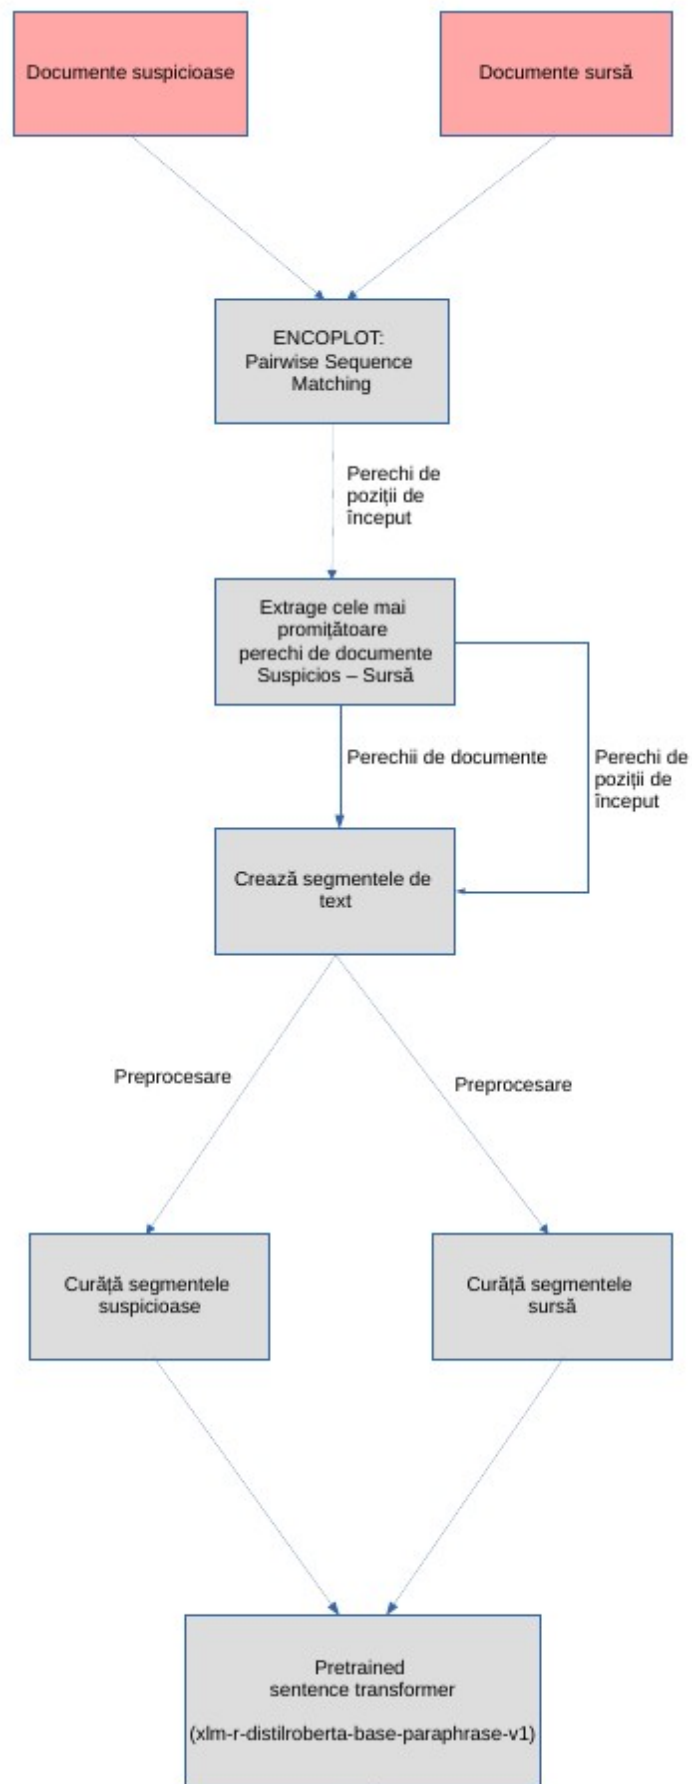 Documente suspicioase
Documente sursă
ENCOPLOT:
Pairwise Sequence
Matching
Perechi de
poziții de
început
Extrage cele mai
promițătoare
perechi de documente
Suspicios – Sursă
Perechii de documente
Perechi de
poziții de
început
Crează segmentele de
text
Preprocesare
Preprocesare
Curăță segmentele
suspicioase
Curăță segmentele
sursă
Pretrained
sentence transformer
(xlm-r-distilroberta-base-paraphrase-v1)